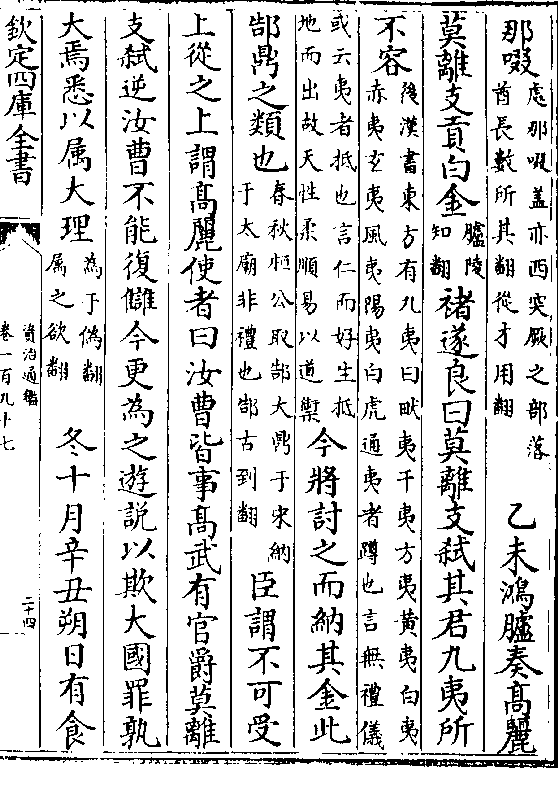 那啜處那啜蓋亦西突厥之部落
酋長數所其翻從才用翻 乙未鴻臚奏髙麗
莫離支貢白金臚陵
知翻褚遂良曰莫離支弑其君九夷所
不容後漢書東方有九夷曰畎夷干夷方夷黄夷白夷
赤夷玄夷風夷陽夷白虎通夷者蹲也言無禮儀
或云夷者抵也言仁而好生抵
地而出故天性柔順易以道禦今將討之而納其金此
郜鼎之類也春秋桓公取郜大鼎于宋納
于太廟非禮也郜古到翻臣謂不可受
上從之上謂髙麗使者曰汝曹皆事髙武有官爵莫離
支弑逆汝曹不能復讎今更為之遊説以欺大國罪孰
大焉悉以属大理為于偽翻
属之欲翻 冬十月辛丑朔日有食
欽定四庫全書
資治通鑑
卷一百九十七
二十四